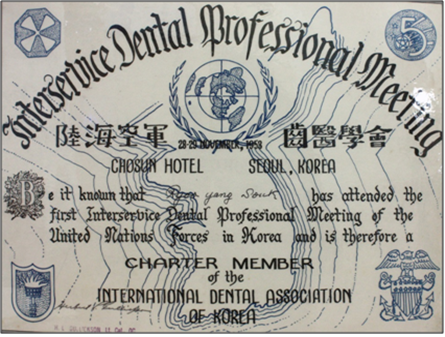 Interservice Dental Professional Meeting
5
陸海空軍 28-29 NOVEMBER, 1958 齒醫學會
CHOSUN HOTEL SEOUL, KOREA
Be it known that yang Souk has attended the
first Interservice Dental Professional Meeting of the
United Nations Forces in Korea and is therefore a
CHARTER MEMBER
of the
INTERNATIONAL DENTAL ASSOCIATION
OF KOREA